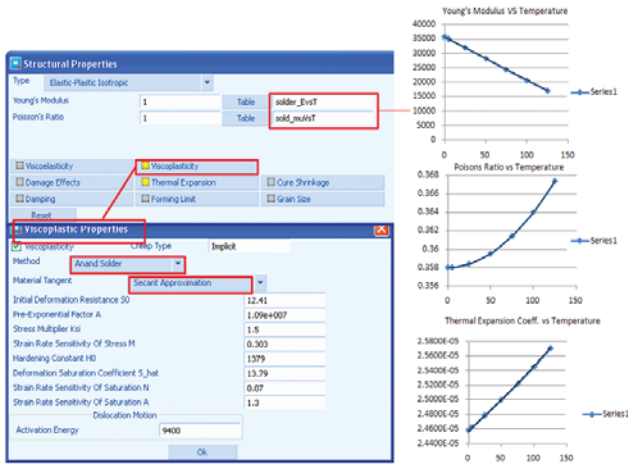 Structural Properties
Type Elastic-Plastic Isotropic
Young's Modulus 1 Table solder_EvsT
Poisson's Ratio 1 Table sold_muVsT
Viscoelasticity Viscoplasticity
Damage Effects Thermal Expansion Cure Shrinkage
Damping Forming Limit Grain Size
Reset
Viscoplastic Properties
Viscoplasticity Creep Type Implicit
Method Anand Solder
Material Tangent Secant Approximation
Initial Deformation Resistance S0 12.41
Pre-Exponential Factor A 1.09e+007
Stress Multiplier Ksi 1.5
Strain Rate Sensitivity Of Stress M 0.303
Hardening Constant H0 1379
Deformation Saturation Coefficient S_hat 13.79
Strain Rate Sensitivity Of Saturation N 0.07
Strain Rate Sensitivity Of Saturation A 1.3
Dislocation Motion
Activation Energy 9400
Ok
Young's Modulus VS Temperature
40000
35000
30000
25000
20000
15000
10000
5000
0
0 50 100 150
Series1
Poisons Ratio vs Temperature
0.368
0.366
0.364
0.362
0.36
0.358
0.356
0 50 100 150
Series1
Thermal Expansion Coeff. vs Temperature
2.5800E-05
2.5600E-05
2.5400E-05
2.5200E-05
2.5000E-05
2.4800E-05
2.4600E-05
2.4400E-05
0 50 100 150
Series1